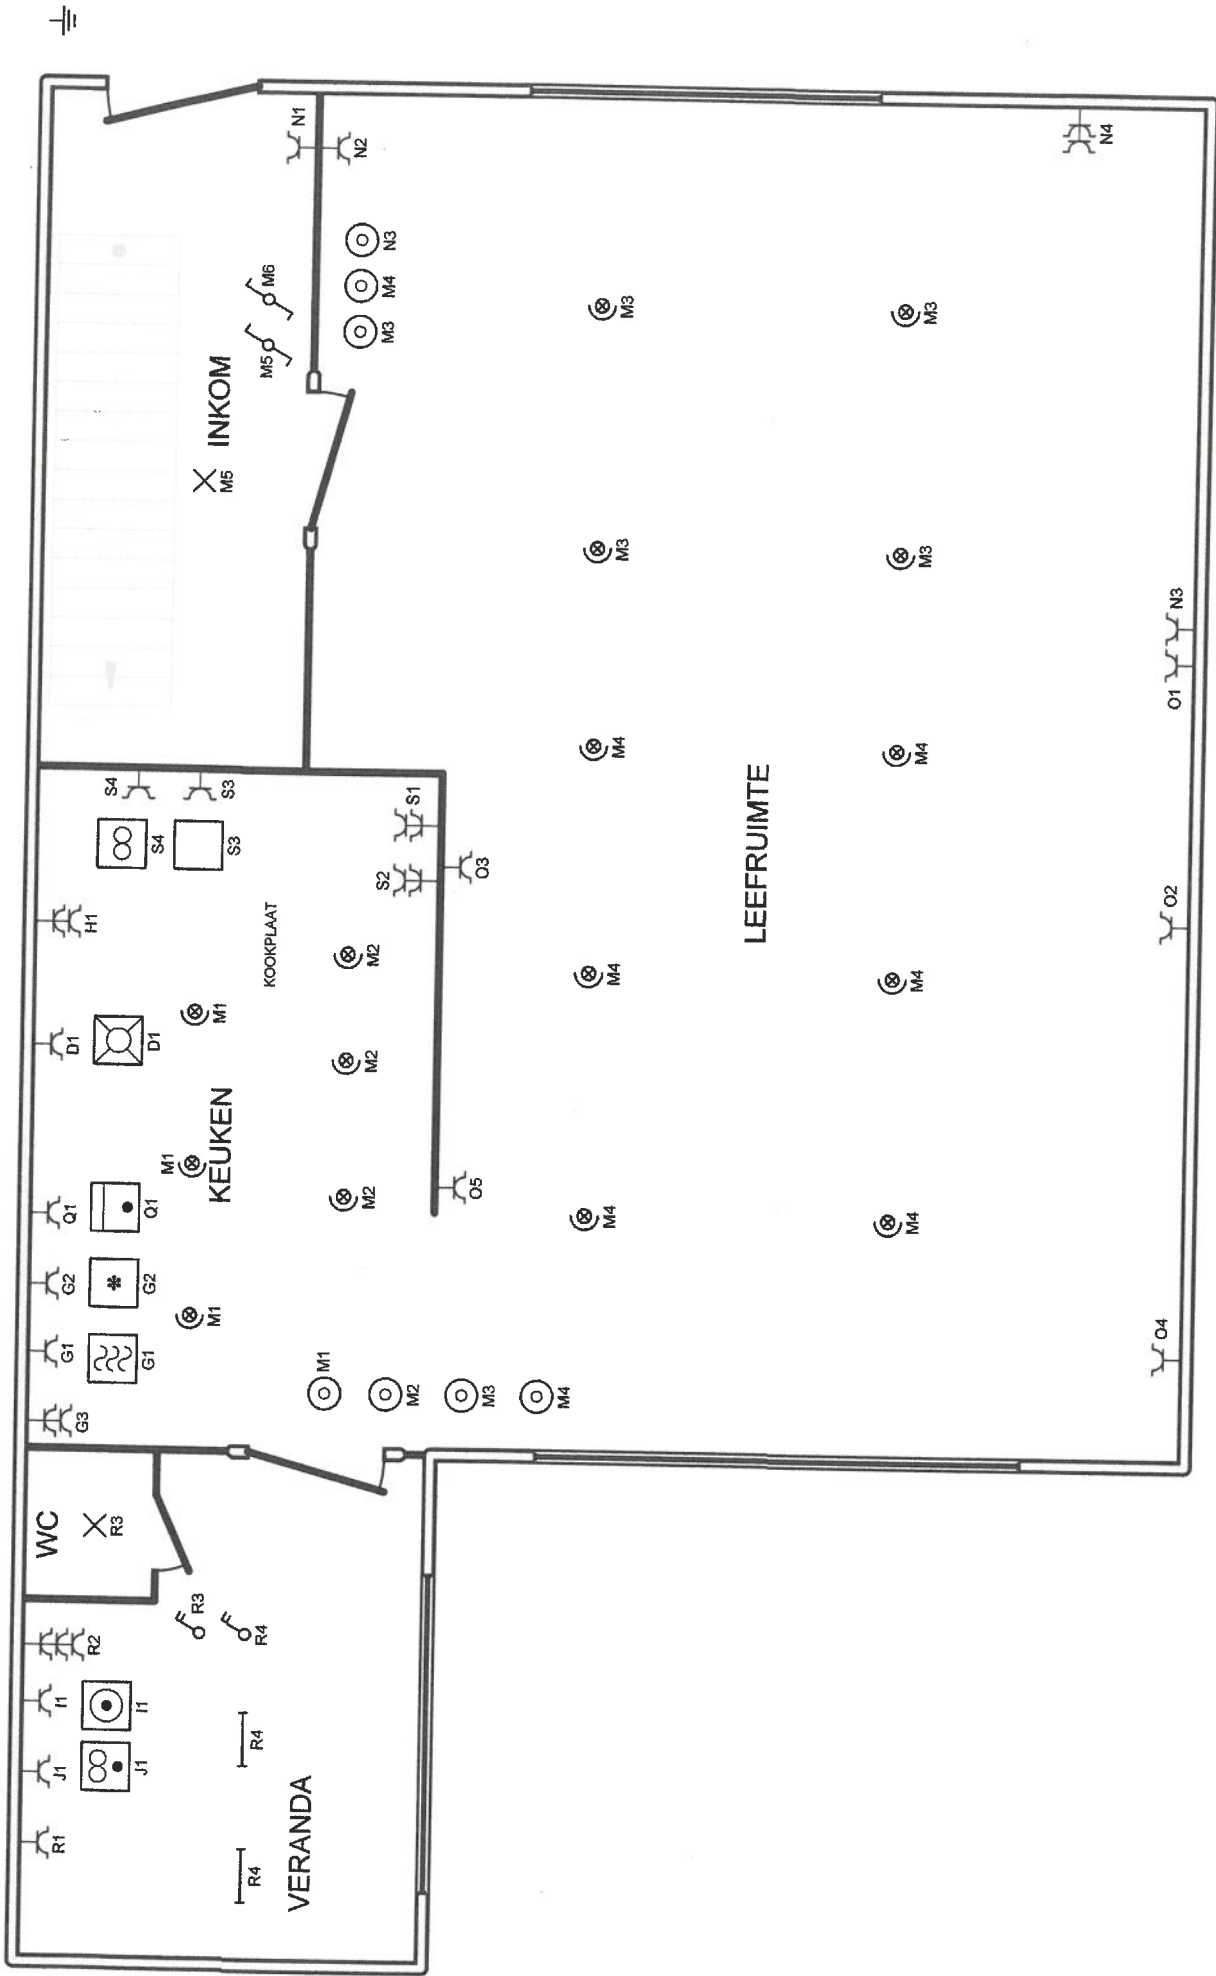 N1
N2
N3
M4
M3
M6
M5
INKOM
M5
N4
M3
M3
M3
M3
M4
M4
N3
O1
LEEFRUIMTE
S4
S3
S4
S3
S1
S2
O3
H1
KOOKPLAAT
M2
M1
O2
M4
M4
D1
D1
M2
KEUKEN
M1
M2
O5
Q1
Q1
M4
M4
G2
G2
M1
G1
G1
G3
M1
M2
M3
M4
O4
WC
R3
R3
R4
R2
I1
I1
J1
J1
R4
R1
R4
VERANDA